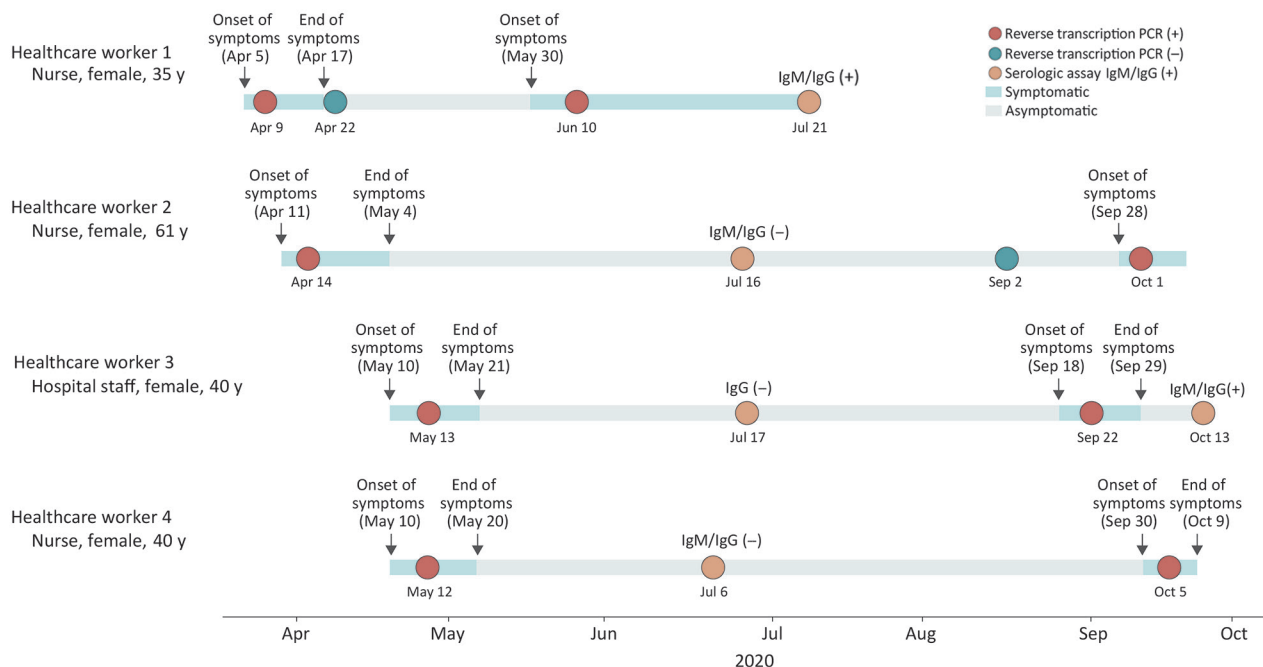 Onset of
symptoms
(Apr 5)
End of
symptoms
(Apr 17)
Onset of
symptoms
(May 30)
Healthcare worker 1
Nurse, female, 35 y
IgM/IgG (+)
Apr 9
Apr 22
Jun 10
Jul 21
Reverse transcription PCR (+)
Reverse transcription PCR (–)
Serologic assay IgM/IgG (+)
Symptomatic
Asymptomatic
Onset of
symptoms
(Apr 11)
End of
symptoms
(May 4)
Onset of
symptoms
(Sep 28)
Healthcare worker 2
Nurse, female, 61 y
IgM/IgG (–)
Apr 14
Jul 16
Sep 2
Oct 1
Onset of
symptoms
(May 10)
End of
symptoms
(May 21)
Onset of
symptoms
(Sep 18)
End of
symptoms
(Sep 29)
Healthcare worker 3
Hospital staff, female, 40 y
IgG (–)
IgM/IgG(+)
May 13
Jul 17
Sep 22
Oct 13
Onset of
symptoms
(May 10)
End of
symptoms
(May 20)
Onset of
symptoms
(Sep 30)
End of
symptoms
(Oct 9)
Healthcare worker 4
Nurse, female, 40 y
IgM/IgG (–)
May 12
Jul 6
Oct 5
Apr May Jun Jul Aug Sep Oct
2020